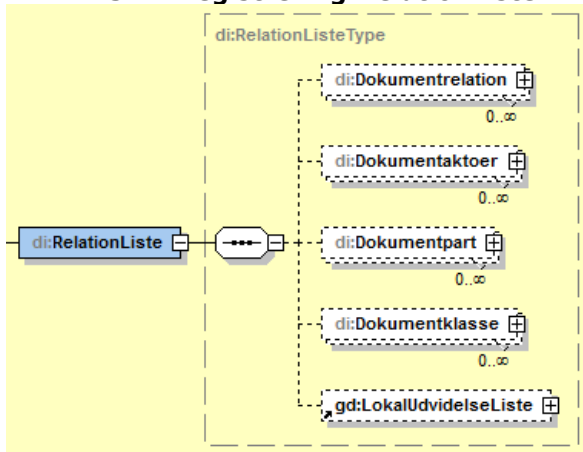 di:RelationListeType
di:Dokumentrelation
0..∞
di:Dokumentaktoer
0..∞
di:RelationListe
di:Dokumentpart
0..∞
di:Dokumentklasse
0..∞
gd:LokalUdvidelseListe